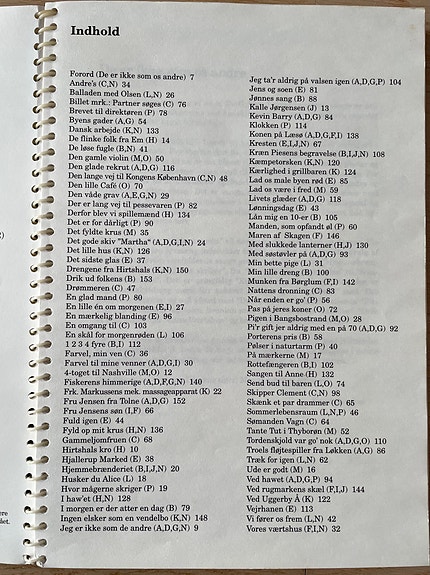 Indhold
Forord (De er ikke som os andre) 7
Andre's (C,N) 34
Balladen med Olsen (L,N) 26
Billet mrk.: Partner søges (C) 76
Brevet til direktøren (P) 78
Byens gader (A,G) 54
Dansk arbejde (K,N) 133
De flinke folk fra Em (H) 14
De løse fugle (B,N) 41
Den gamle violin (M,O) 50
Den glade rekrut (A,D,G) 116
Den lange vej til Kongens København (C,N) 48
Den lille Café (O) 70
Den våde grav (A,E,G,N) 29
Der er lang vej til pessevaren (P) 82
Derfor blev vi spillemænd (H) 134
Det er for dårligt (P) 90
Det fyldte krus (M) 35
Det gode skiv "Martha" (A,D,G,I,N) 24
Det lille hus (K,N) 126
Det sidste glas (E) 37
Drengene fra Hirtshals (K,N) 150
Drik ud folkens (B) 153
Drømmeren (C) 47
En glad mand (P) 80
En lille én om morgenen (E,I) 27
En mærkelig blanding (E) 96
En omgang til (C) 103
En skål for morgenrøden (L) 106
1 2 3 4 fyre (B,I) 112
Farvel, min ven (C) 36
Farvel til mine venner (A,D,G,I) 30
4-toget til Nashville (M,O) 12
Fiskerens himmerige (A,D,F,G,N) 140
Frk. Markussens mek. massageapparat (K) 22
Fru Jensen fra Tolne (A,D,G) 152
Fru Jensens søn (I,F) 66
Fuld igen (E) 44
Fyld op mit krus (H,N) 136
Gammeljomfruen (C) 68
Hirtshals kro (H) 10
Hjallerup Marked (E) 38
Hjemmebrænderiet (B,I,J,N) 20
Husker du Alice (L) 18
Hvor mågerne skriger (P) 19
I haw'et (H,N) 128
I morgen er der atter en dag (B) 79
Ingen elsker som en vendelbo (K,N) 148
Jeg er ikke som de andre (A,D,G,N) 9
Jeg ta'r aldrig på valsen igen (A,D,G,P) 104
Jens og soen (E) 81
Jønnes sang (B) 88
Kalle Jørgensen (J) 13
Kevin Barry (A,D,G) 84
Klokken (P) 114
Konen på Læsø (A,D,G,F,I,D) 138
Kresten (E,I,J,N) 67
Kræn Piesens begravelse (B,I,J,N) 108
Kæmpetorsken (K,N) 120
Kærlighed i grillbaren (K) 124
Lad os male byen rød (E) 85
Lad os være i fred (M) 59
Livets glæder (A,D,G) 118
Lønningsdag (E) 43
Lån mig en 10-er (B) 105
Manden, som opfandt øl (P) 60
Maren af Skagen (F) 146
Med slukkede lanterner (H,J) 130
Med søstøvler på (A,D,G) 93
Min bette pige (L) 31
Min lille dreng (B) 100
Munken fra Børglum (F,I) 142
Nattens dronning (C) 83
Når enden er go' (P) 56
Pas på jeres koner (O) 72
Pigen i Bangsbostrand (M,O) 28
Pi'r gift jer aldrig med en på 70 (A,D,G) 92
Porterens pris (B) 58
Pølser i naturtarm (P) 40
På mærkerne (M) 17
Rottefængeren (B,I) 102
Sangen til Anne (H) 132
Send bud til baren (L,O) 74
Skipper Clement (C,N) 98
Skænk et par drammer (C) 65
Sommerlebensraum (L,N,P) 46
Sømanden Vagn (C) 64
Tante Tut i Thyborøn (M) 52
Tordenskjold var go' nok (A,D,G,O) 110
Troels fløjtespiller fra Løkken (A,G) 86
Træk for igen (L) 62
Ude er godt (M) 16
Ved hawet (A,D,G,P) 94
Ved rugmarkens skæl (F,I,J) 144
Ved Uggerby Å (K) 122
Vejrhanen (E) 113
Vi fører os frem (L,N) 42
Vores værtshus (F,I,N) 32